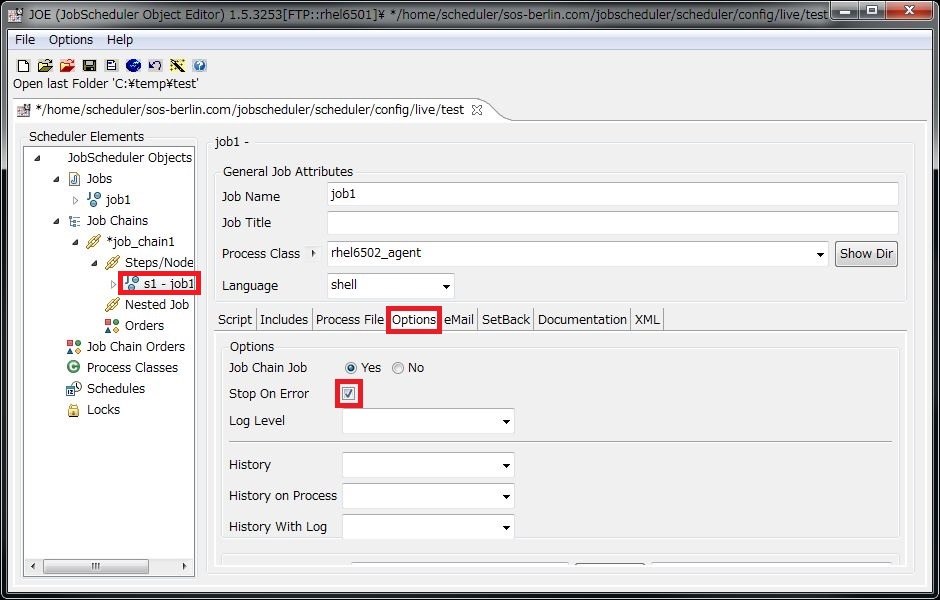 JOE (JobScheduler Object Editor) 1.5.3253[FTP::rhel6501]¥ */home/scheduler/sos-berlin.com/jobscheduler/scheduler/config/live/test
File Options Help
Open last Folder 'C:¥temp¥test'
*/home/scheduler/sos-berlin.com/jobscheduler/scheduler/config/live/test
Scheduler Elements
JobScheduler Objects
Jobs
job1
Job Chains
*job_chain1
Steps/Node
s1 - job1
Nested Job
Orders
Job Chain Orders
Process Classes
Schedules
Locks
job1 -
General Job Attributes
Job Name job1
Job Title
Process Class rhel6502_agent Show Dir
Language shell
Script Includes Process File Options eMail SetBack Documentation XML
Options
Job Chain Job Yes No
Stop On Error
Log Level
History
History on Process
History With Log